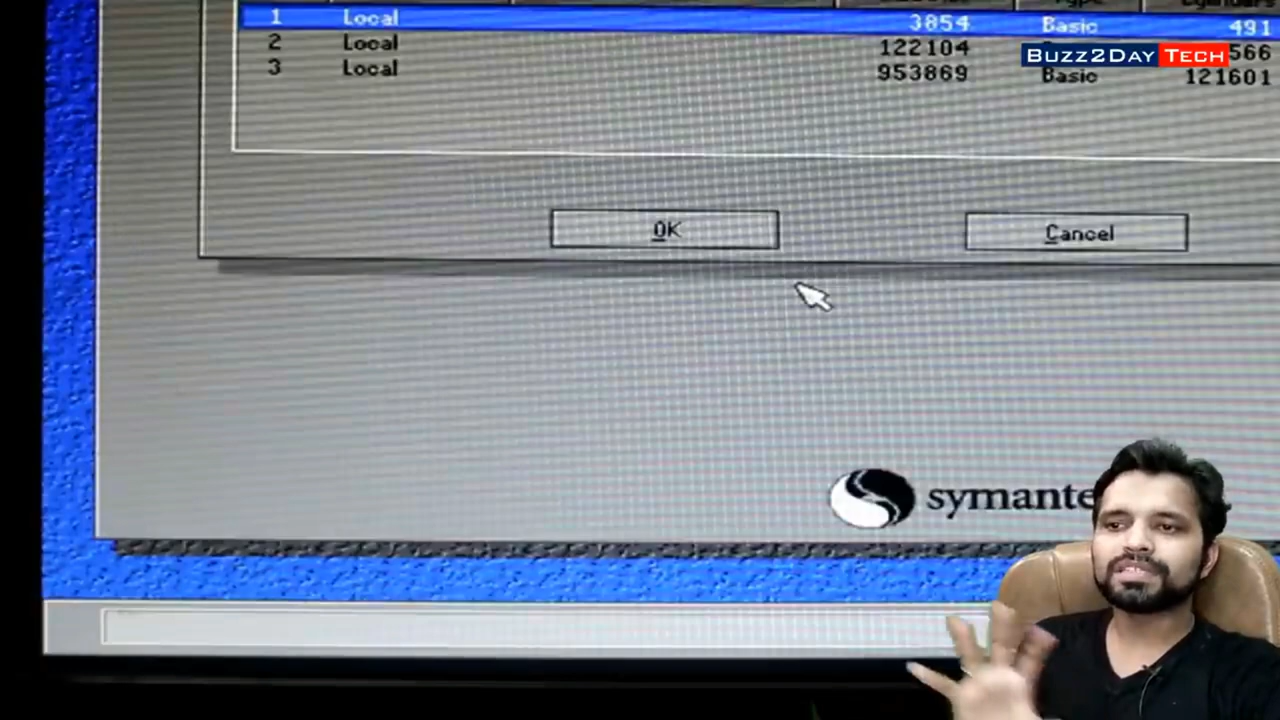 1 Local 3854 Basic 491
2 Local 122104 566
3 Local 953869 Basic 121601
Buzz2Day Tech
OK
Cancel
symante